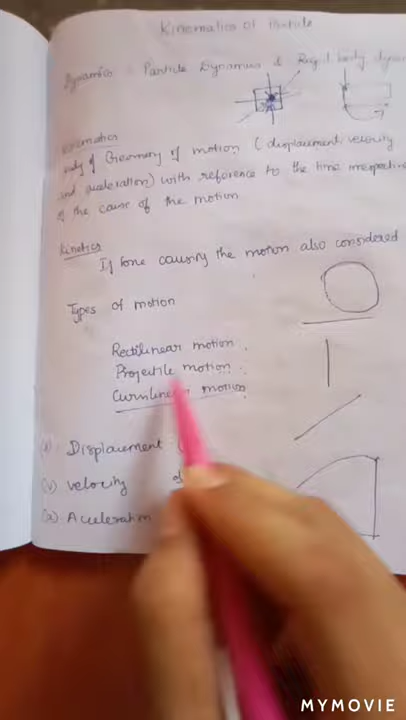 Kinematics of Particle
Dynamics : Particle Dynamics & Rigid body
Kinematics
of Geometry of motion (displacement, velocity
and acceleration) with reference to the time irrespective
of the cause of the motion
Kinetics
If force causing the motion also considered
Types of motion
Rectilinear motion .
Projectile motion .
Curvilinear motion .
Displacement
(v) velocity
(a) Acceleration
MYMOVIE